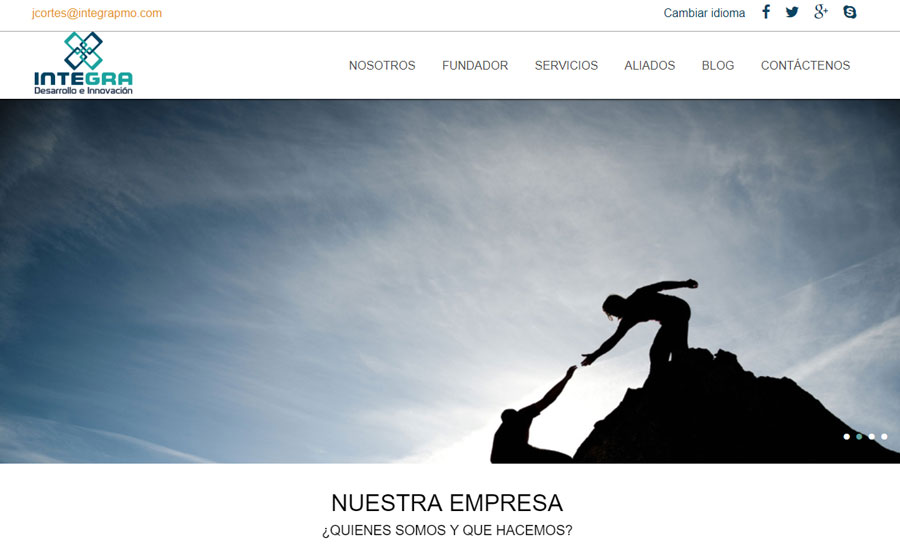 jcortes@integrapmo.com
Cambiar idioma
INTEGRA
Desarrollo e Innovación
NOSOTROS FUNDADOR SERVICIOS ALIADOS BLOG CONTÁCTENOS
NUESTRA EMPRESA
¿QUIENES SOMOS Y QUE HACEMOS?